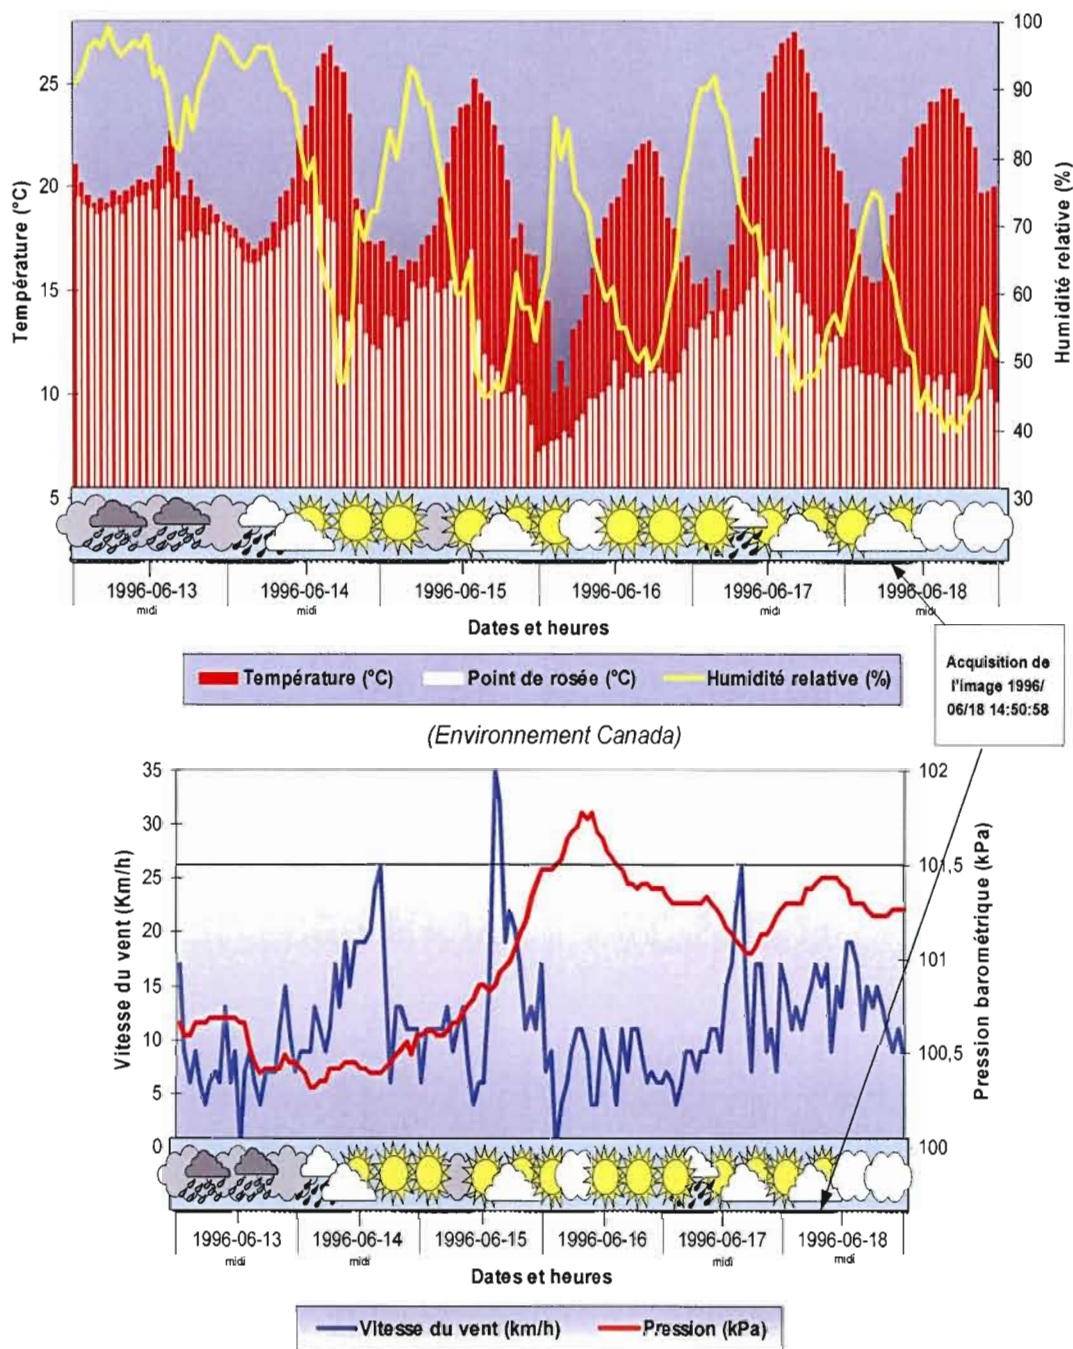 100
25
90
80
20
70
Température (°C)
Humidité relative (%)
15
60
50
10
40
5
30
1996-06-13 1996-06-14 1996-06-15 1996-06-16 1996-06-17 1996-06-18
midi midi midi midi
Dates et heures
Température (°C) Point de rosée (°C) Humidité relative (%)
Acquisition de
l'image 1996/
06/18 14:50:58
(Environnement Canada)
35 102
30
101,5
25
Vitesse du vent (Km/h)
Pression barométrique (kPa)
20
101
15
10
100,5
5
0 100
1996-06-13 1996-06-14 1996-06-15 1996-06-16 1996-06-17 1996-06-18
midi midi midi midi
Dates et heures
Vitesse du vent (km/h) Pression (kPa)